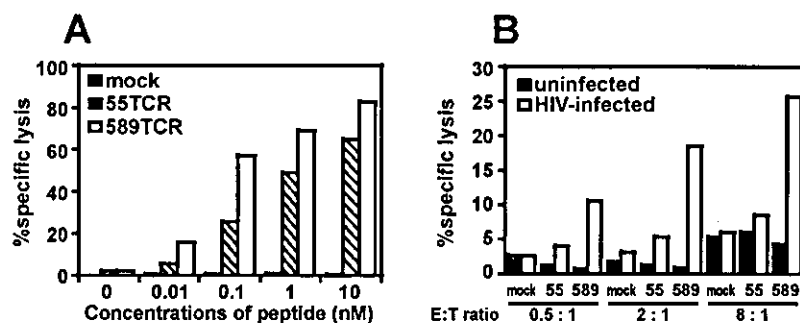 A
100
80
60
40
20
0
%specific lysis
mock
55TCR
589TCR
0 0.01 0.1 1 10
Concentrations of peptide (nM)
B
30
25
20
15
10
5
0
%specific lysis
uninfected
HIV-infected
mock 55 589 mock 55 589 mock 55 589
E:T ratio 0.5 : 1 2 : 1 8 : 1